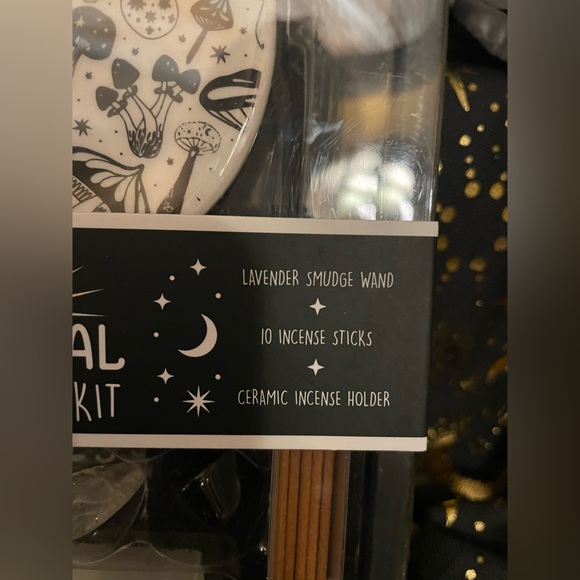 AL
KIT
LAVENDER SMUDGE WAND
10 INCENSE STICKS
CERAMIC INCENSE HOLDER